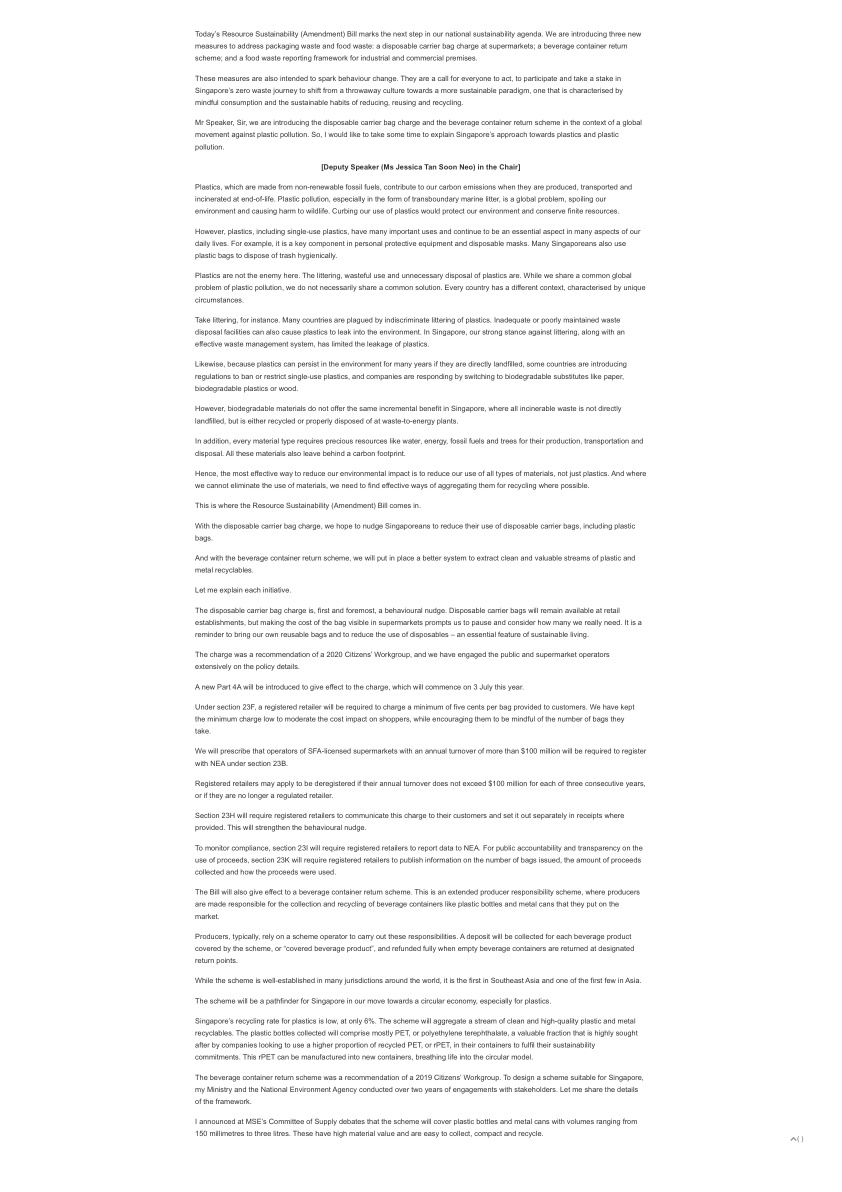 Today's Resource Sustainability (Amendment) Bill marks the next step in our national sustainability agenda. We are introducing three new
measures to address packaging waste and food waste: a disposable carrier bag charge at supermarkets; a beverage container return
scheme; and a food waste reporting framework for industrial and commercial premises.
These measures are also intended to spark behaviour change. They are a call for everyone to act, to participate and take a stake in
Singapore's zero waste journey to shift from a throwaway culture towards a more sustainable paradigm, one that is characterised by
mindful consumption and the sustainable habits of reducing, reusing and recycling.
Mr Speaker, Sir, we are introducing the disposable carrier bag charge and the beverage container return scheme in the context of a global
movement against plastic pollution. So, I would like to take some time to explain Singapore's approach towards plastics and plastic
pollution.
[Deputy Speaker (Ms Jessica Tan Soon Neo) in the Chair]
Plastics, which are made from non-renewable fossil fuels, contribute to our carbon emissions when they are produced, transported and
incinerated at end-of-life. Plastic pollution, especially in the form of transboundary marine litter, is a global problem, spoiling our
environment and causing harm to wildlife. Curbing our use of plastics would protect our environment and conserve finite resources.
However, plastics, including single-use plastics, have many important uses and continue to be an essential aspect in many aspects of our
daily lives. For example, it is a key component in personal protective equipment and disposable masks. Many Singaporeans also use
plastic bags to dispose of trash hygienically.
Plastics are not the enemy here. The littering, wasteful use and unnecessary disposal of plastics are. While we share a common global
problem of plastic pollution, we do not necessarily share a common solution. Every country has a different context, characterised by unique
circumstances.
Take littering, for instance. Many countries are plagued by indiscriminate littering of plastics. Inadequate or poorly maintained waste
disposal facilities can also cause plastics to leak into the environment. In Singapore, our strong stance against littering, along with an
effective waste management system, has limited the leakage of plastics.
Likewise, because plastics can persist in the environment for many years if they are directly landfilled, some countries are introducing
regulations to ban or restrict single-use plastics, and companies are responding by switching to biodegradable substitutes like paper,
biodegradable plastics or wood.
However, biodegradable materials do not offer the same incremental benefit in Singapore, where all incinerable waste is not directly
landfilled, but is either recycled or properly disposed of at waste-to-energy plants.
In addition, every material type requires precious resources like water, energy, fossil fuels and trees for their production, transportation and
disposal. All these materials also leave behind a carbon footprint.
Hence, the most effective way to reduce our environmental impact is to reduce our use of all types of materials, not just plastics. And where
we cannot eliminate the use of materials, we need to find effective ways of aggregating them for recycling where possible.
This is where the Resource Sustainability (Amendment) Bill comes in.
With the disposable carrier bag charge, we hope to nudge Singaporeans to reduce their use of disposable carrier bags, including plastic
bags.
And with the beverage container return scheme, we will put in place a better system to extract clean and valuable streams of plastic and
metal recyclables.
Let me explain each initiative.
The disposable carrier bag charge is, first and foremost, a behavioural nudge. Disposable carrier bags will remain available at retail
establishments, but making the cost of the bag visible in supermarkets prompts us to pause and consider how many we really need. It is a
reminder to bring our own reusable bags and to reduce the use of disposables – an essential feature of sustainable living.
The charge was a recommendation of a 2020 Citizens' Workgroup, and we have engaged the public and supermarket operators
extensively on the policy details.
A new Part 4A will be introduced to give effect to the charge, which will commence on 3 July this year.
Under section 23F, a registered retailer will be required to charge a minimum of five cents per bag provided to customers. We have kept
the minimum charge low to moderate the cost impact on shoppers, while encouraging them to be mindful of the number of bags they
take.
We will prescribe that operators of SFA-licensed supermarkets with an annual turnover of more than $100 million will be required to register
with NEA under section 23B.
Registered retailers may apply to be deregistered if their annual turnover does not exceed $100 million for each of three consecutive years,
or if they are no longer a regulated retailer.
Section 23H will require registered retailers to communicate this charge to their customers and set it out separately in receipts where
provided. This will strengthen the behavioural nudge.
To monitor compliance, section 23I will require registered retailers to report data to NEA. For public accountability and transparency on the
use of proceeds, section 23K will require registered retailers to publish information on the number of bags issued, the amount of proceeds
collected and how the proceeds were used.
The Bill will also give effect to a beverage container return scheme. This is an extended producer responsibility scheme, where producers
are made responsible for the collection and recycling of beverage containers like plastic bottles and metal cans that they put on the
market.
Producers, typically, rely on a scheme operator to carry out these responsibilities. A deposit will be collected for each beverage product
covered by the scheme, or "covered beverage product", and refunded fully when empty beverage containers are returned at designated
return points.
While the scheme is well-established in many jurisdictions around the world, it is the first in Southeast Asia and one of the first few in Asia.
The scheme will be a pathfinder for Singapore in our move towards a circular economy, especially for plastics.
Singapore's recycling rate for plastics is low, at only 6%. The scheme will aggregate a stream of clean and high-quality plastic and metal
recyclables. The plastic bottles collected will comprise mostly PET, or polyethylene terephthalate, a valuable fraction that is highly sought
after by companies looking to use a higher proportion of recycled PET, or rPET, in their containers to fulfil their sustainability
commitments. This rPET can be manufactured into new containers, breathing life into the circular model.
The beverage container return scheme was a recommendation of a 2019 Citizens' Workgroup. To design a scheme suitable for Singapore,
my Ministry and the National Environment Agency conducted over two years of engagements with stakeholders. Let me share the details
of the framework.
I announced at MSE's Committee of Supply debates that the scheme will cover plastic bottles and metal cans with volumes ranging from
150 millimetres to three litres. These have high material value and are easy to collect, compact and recycle.
( )